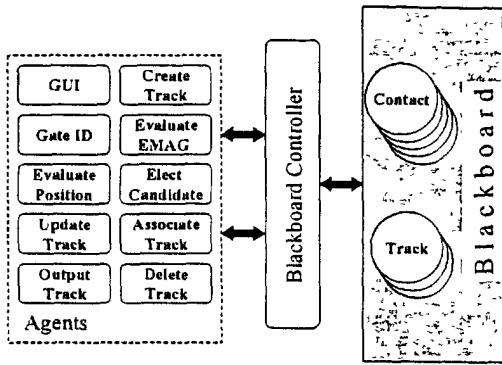 GUI
Create
Track
Gate ID
Evaluate
EMAG
Evaluate
Position
Elect
Candidate
Update
Track
Associate
Track
Output
Track
Delete
Track
Agents
Blackboard Controller
Contact
Track
Blackboard